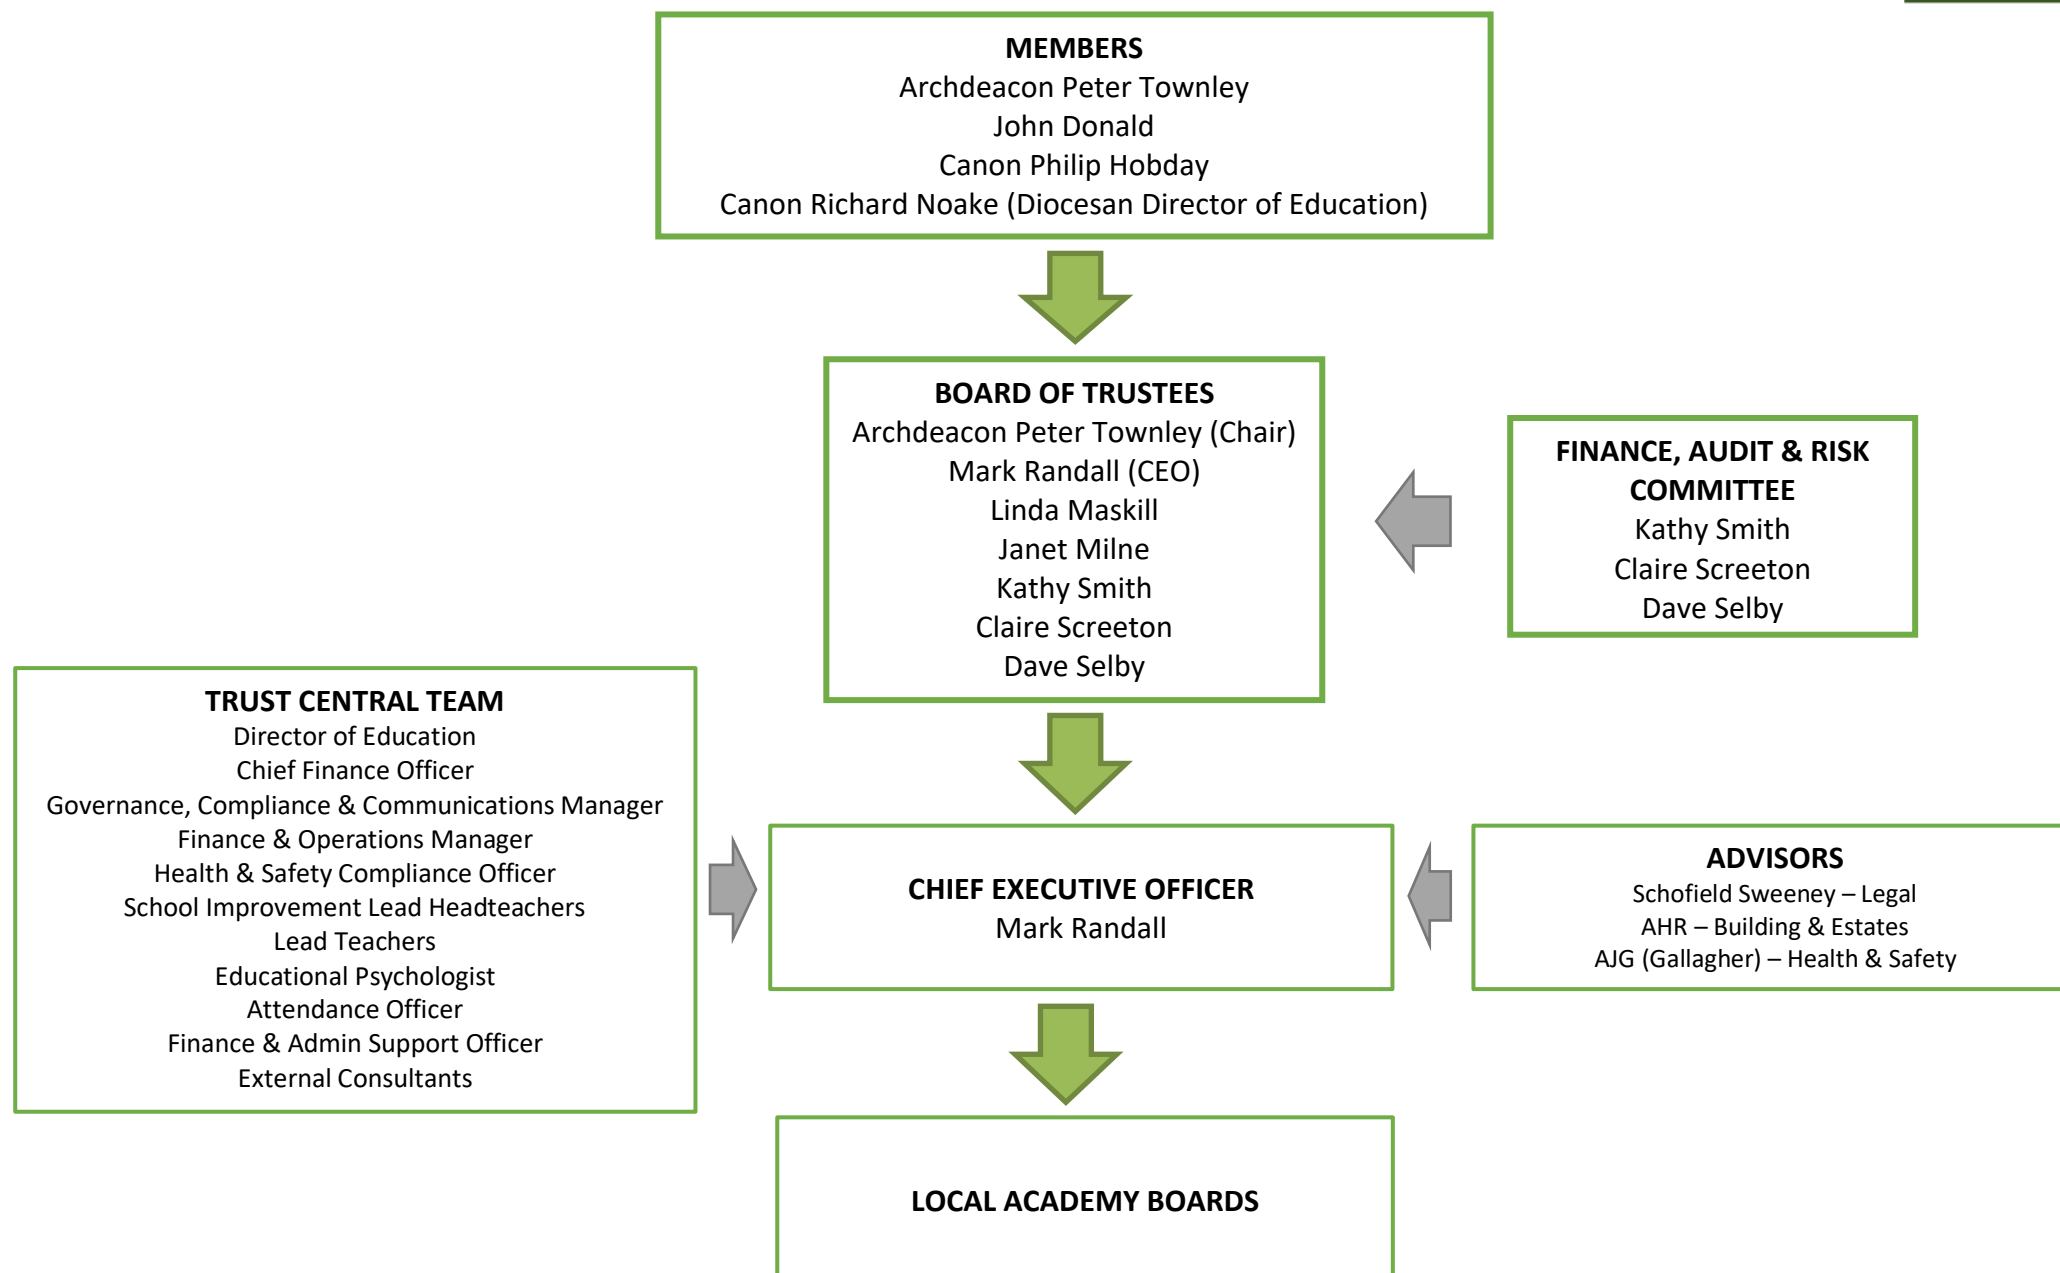 MEMBERS
Archdeacon Peter Townley
John Donald
Canon Philip Hobday
Canon Richard Noake (Diocesan Director of Education)
BOARD OF TRUSTEES
Archdeacon Peter Townley (Chair)
Mark Randall (CEO)
Linda Maskill
Janet Milne
Kathy Smith
Claire Screeton
Dave Selby
FINANCE, AUDIT & RISK
COMMITTEE
Kathy Smith
Claire Screeton
Dave Selby
TRUST CENTRAL TEAM
Director of Education
Chief Finance Officer
Governance, Compliance & Communications Manager
Finance & Operations Manager
Health & Safety Compliance Officer
School Improvement Lead Headteachers
Lead Teachers
Educational Psychologist
Attendance Officer
Finance & Admin Support Officer
External Consultants
CHIEF EXECUTIVE OFFICER
Mark Randall
ADVISORS
Schofield Sweeney – Legal
AHR – Building & Estates
AJG (Gallagher) – Health & Safety
LOCAL ACADEMY BOARDS